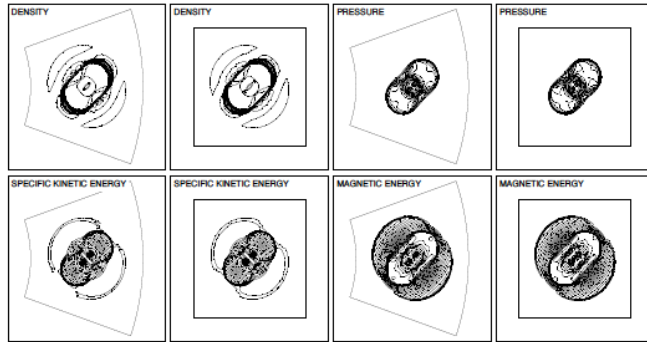 DENSITY
DENSITY
PRESSURE
PRESSURE
SPECIFIC KINETIC ENERGY
SPECIFIC KINETIC ENERGY
MAGNETIC ENERGY
MAGNETIC ENERGY